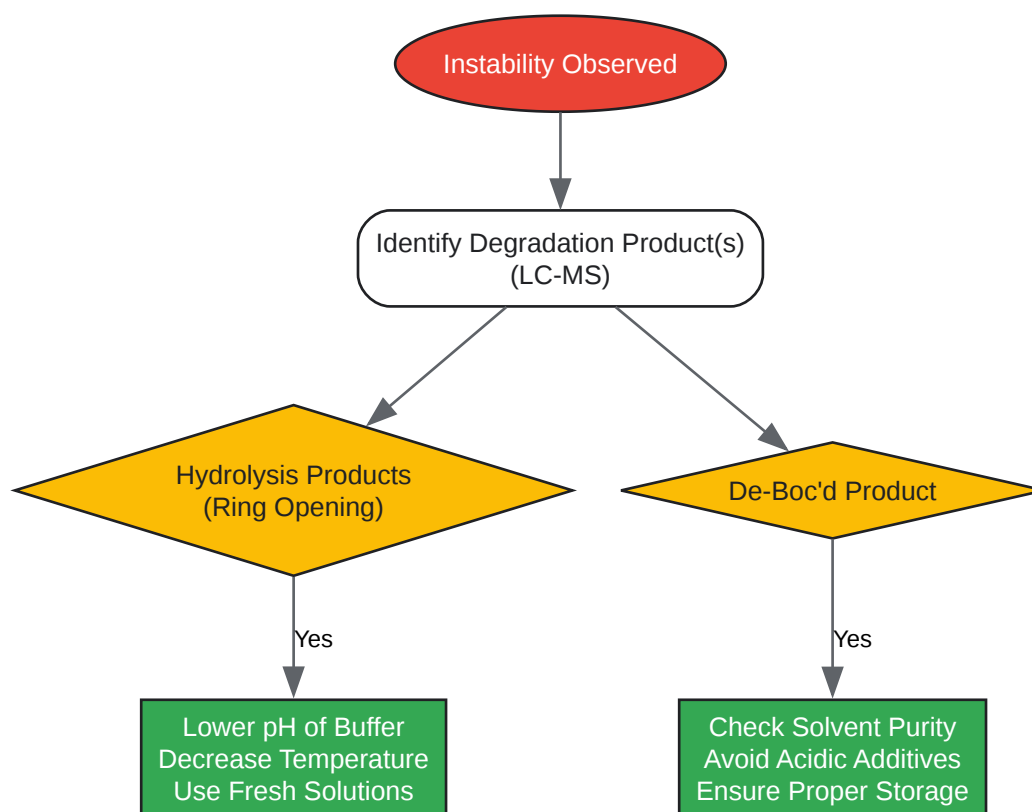 Instability Observed
Identify Degradation Product(s)
(LC-MS)
Hydrolysis Products
(Ring Opening)
De-Boc'd Product
Yes
Yes
Lower pH of Buffer
Decrease Temperature
Use Fresh Solutions
Check Solvent Purity
Avoid Acidic Additives
Ensure Proper Storage